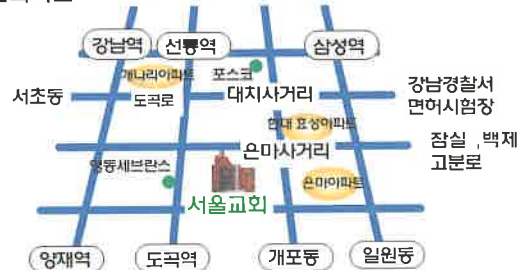 강남역 선릉역 삼성역
개나리아파트 포스코
서초동 도곡로 대치사거리 강남경찰서
면허시험장
현대 효성아파트
은마사거리 잠실 ,백제
고분로
영동세브란스 은마아파트
서울교회
양재역 도곡역 개포동 일원동